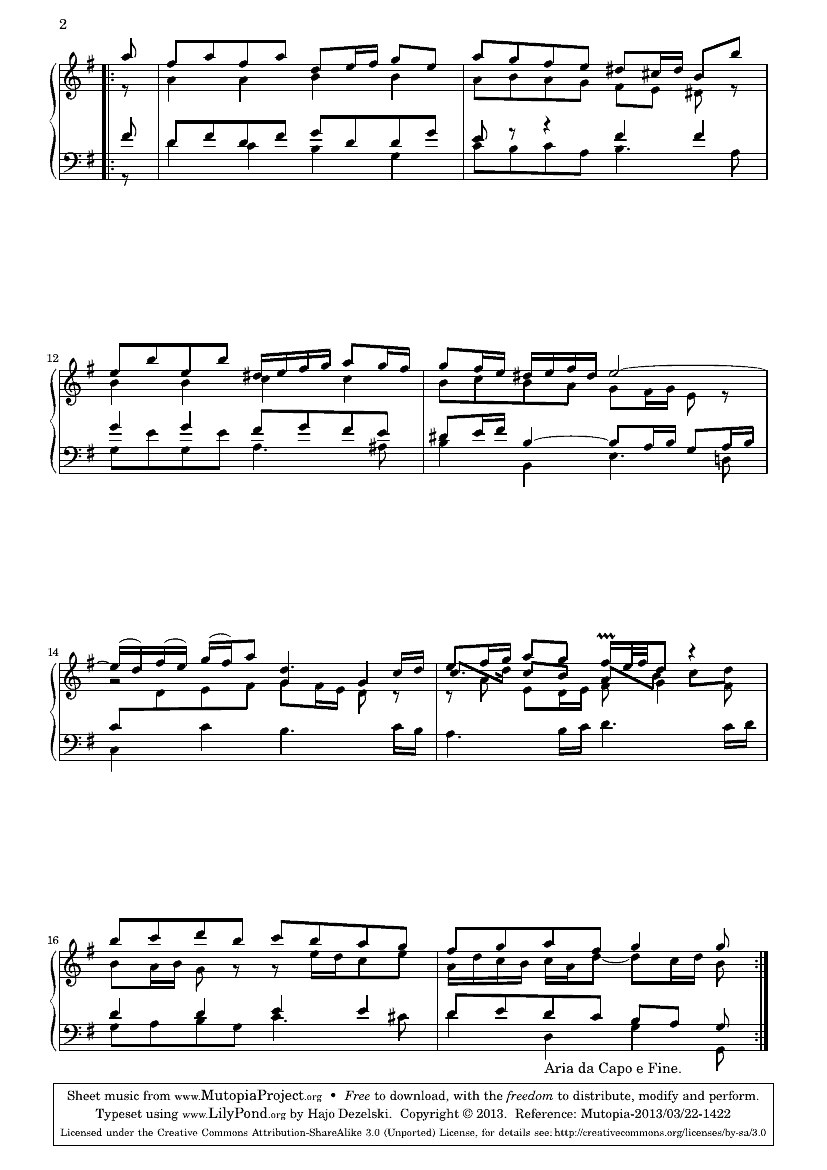 2
12
14
16
Aria da Capo e Fine.
Sheet music from www.MutopiaProject.org • Free to download, with the freedom to distribute, modify and perform.
Typeset using www.LilyPond.org by Hajo Dezelski. Copyright © 2013. Reference: Mutopia-2013/03/22-1422
Licensed under the Creative Commons Attribution-ShareAlike 3.0 (Unported) License, for details see: http://creativecommons.org/licenses/by-sa/3.0